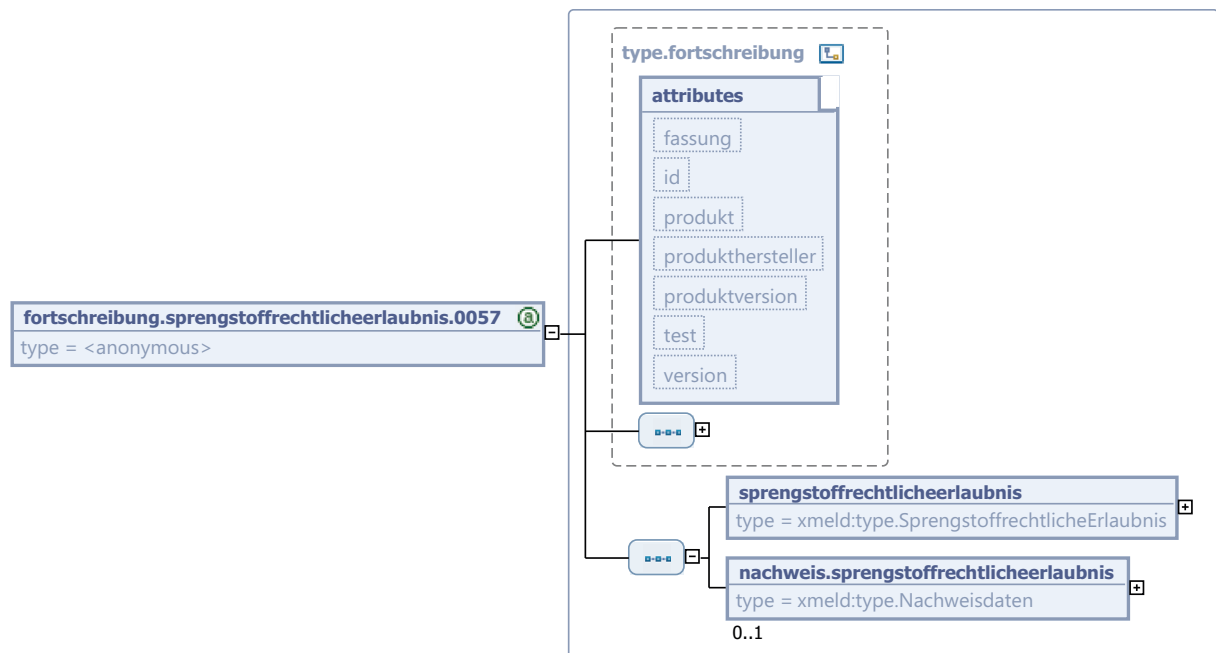 type.fortschreibung
attributes
fassung
id
produkt
produkthersteller
produktversion
test
version
fortschreibung.sprengstoffrechtlicheerlaubnis.0057 a
type = <anonymous>
sprengstoffrechtlicheerlaubnis
type = xmeld:type.SprengstoffrechtlicheErlaubnis
nachweis.sprengstoffrechtlicheerlaubnis
type = xmeld:type.Nachweisdaten
0..1